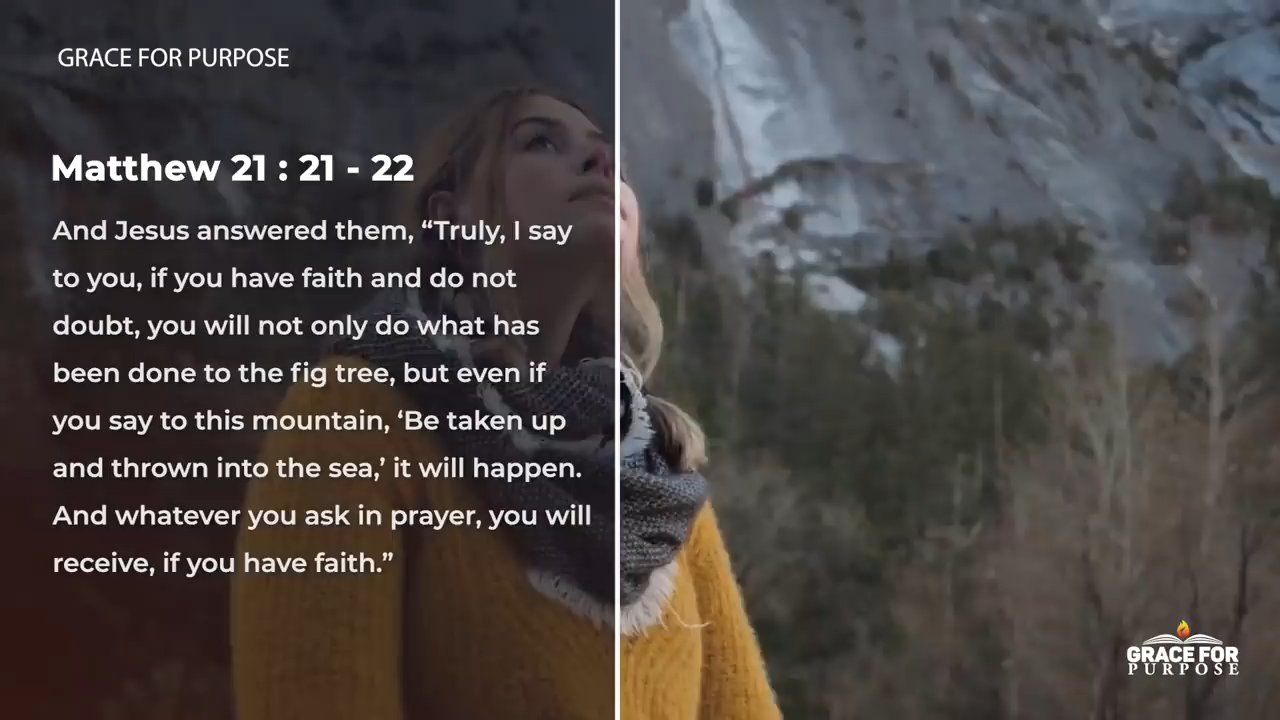 GRACE FOR PURPOSE
Matthew 21 : 21 - 22
And Jesus answered them, “Truly, I say
to you, if you have faith and do not
doubt, you will not only do what has
been done to the fig tree, but even if
you say to this mountain, ‘Be taken up
and thrown into the sea,’ it will happen.
And whatever you ask in prayer, you will
receive, if you have faith.”
GRACE FOR
PURPOSE